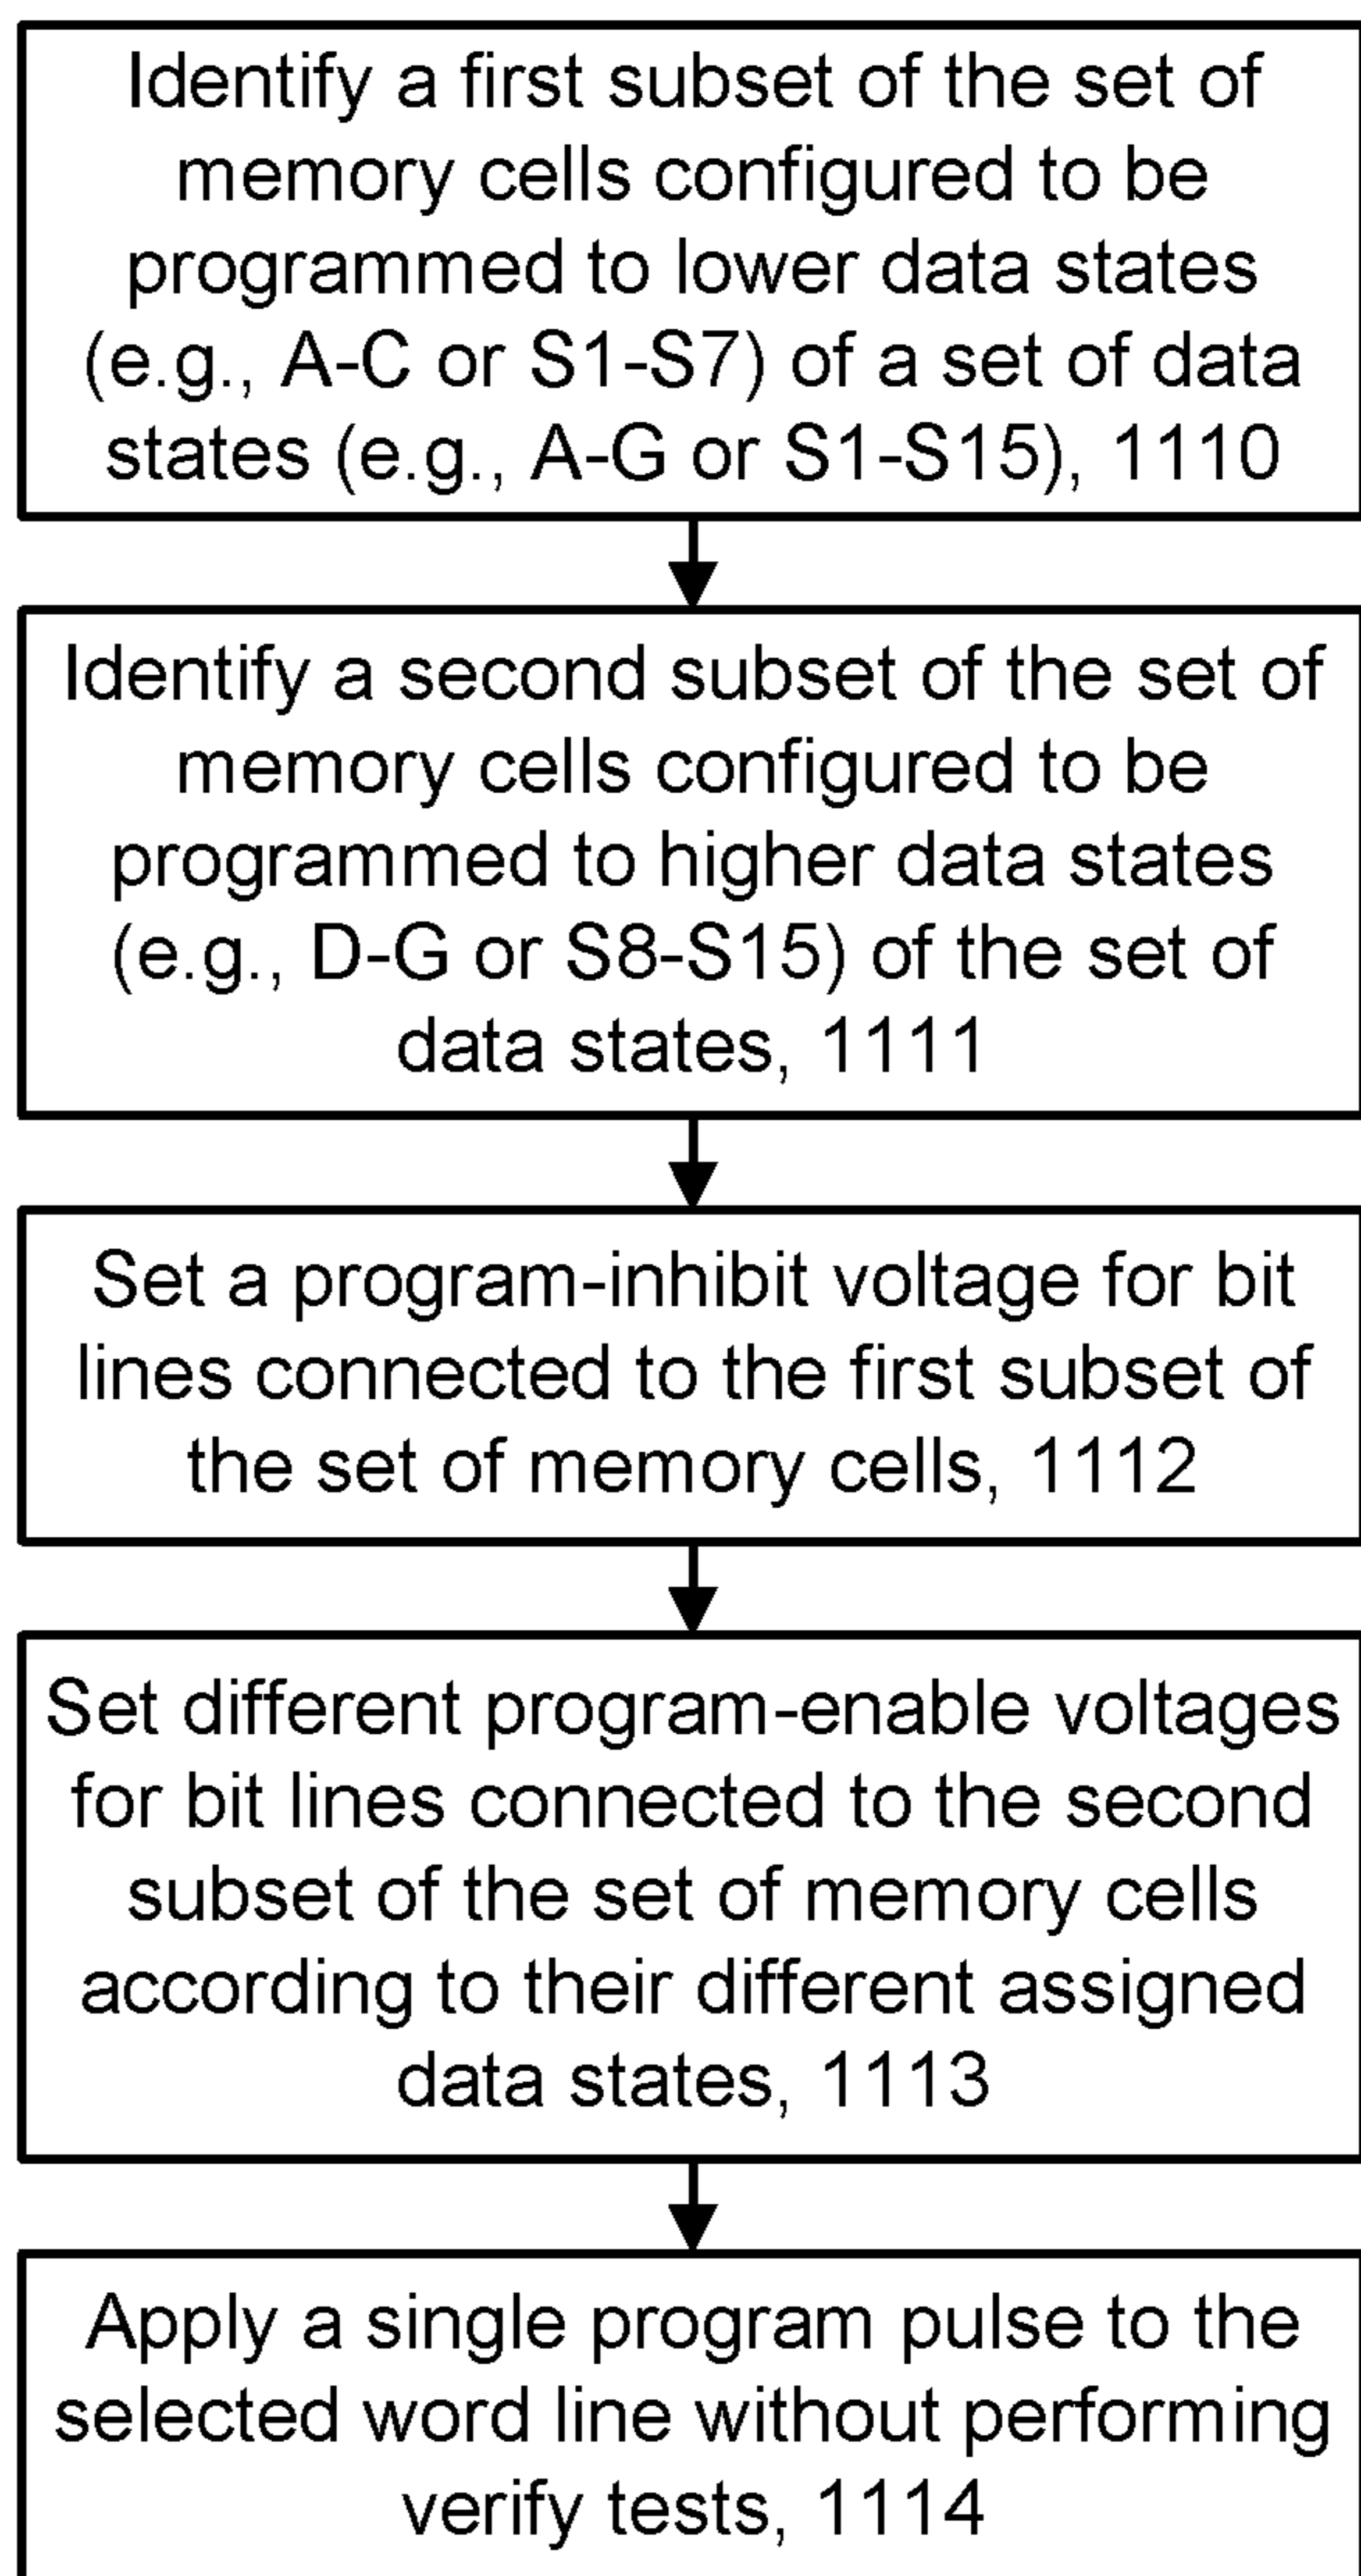 Identify a first subset of the set of
memory cells configured to be
programmed to lower data states
(e.g., A-C or S1-S7) of a set of data
states (e.g., A-G or S1-S15), 1110
Identify a second subset of the set of
memory cells configured to be
programmed to higher data states
(e.g., D-G or S8-S15) of the set of
data states, 1111
Set a program-inhibit voltage for bit
lines connected to the first subset of
the set of memory cells, 1112
Set different program-enable voltages
for bit lines connected to the second
subset of the set of memory cells
according to their different assigned
data states, 1113
Apply a single program pulse to the
selected word line without performing
verify tests, 1114